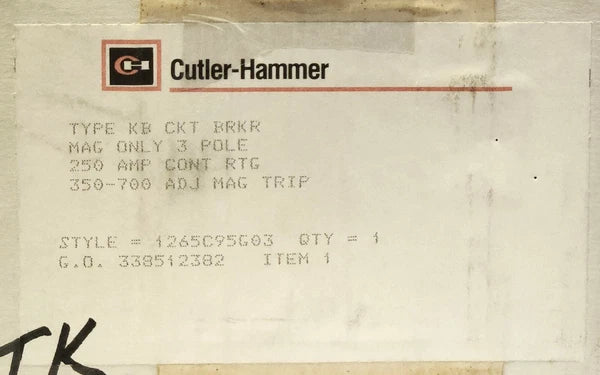 Cutler-Hammer
TYPE KB CKT BRKR
MAG ONLY 3 POLE
250 AMP CONT RTG
350-700 ADJ MAG TRIP
STYLE = 1265C95G03 QTY = 1
G.O. 338512382 ITEM 1
TK